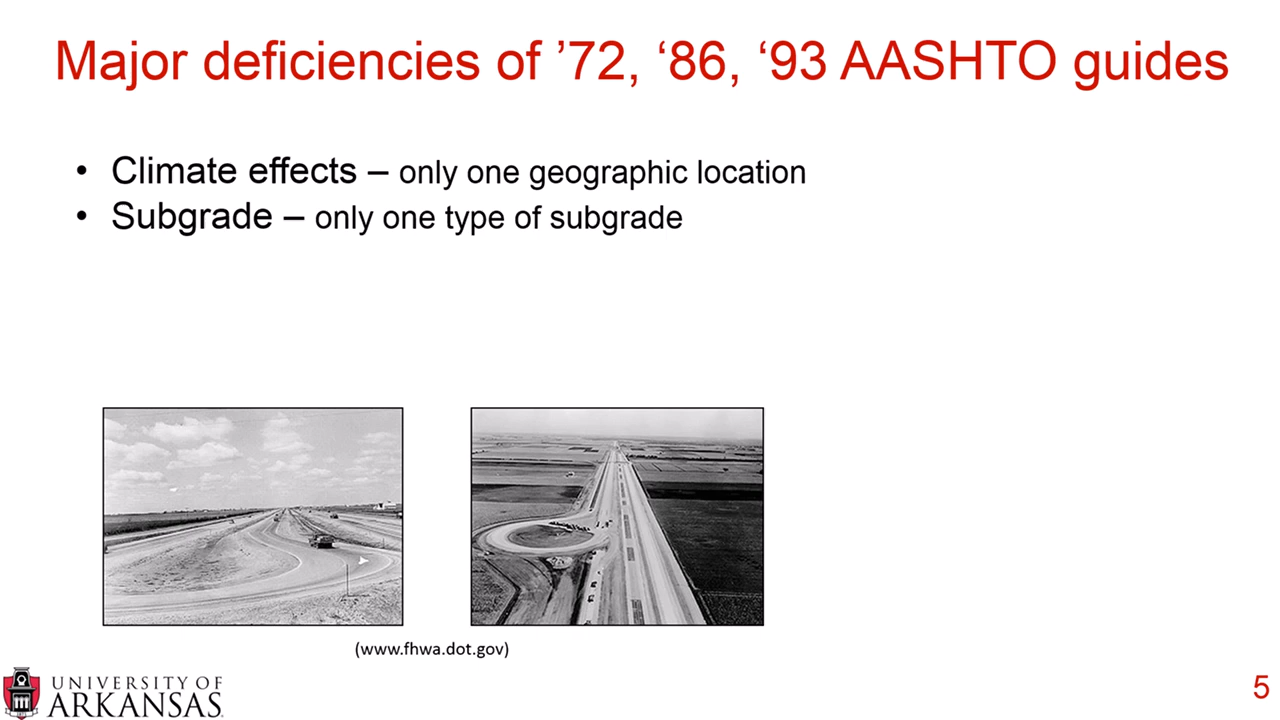 Major deficiencies of ’72, ‘86, ‘93 AASHTO guides
• Climate effects – only one geographic location
• Subgrade – only one type of subgrade
(www.fhwa.dot.gov)
UNIVERSITY OF
ARKANSAS
5